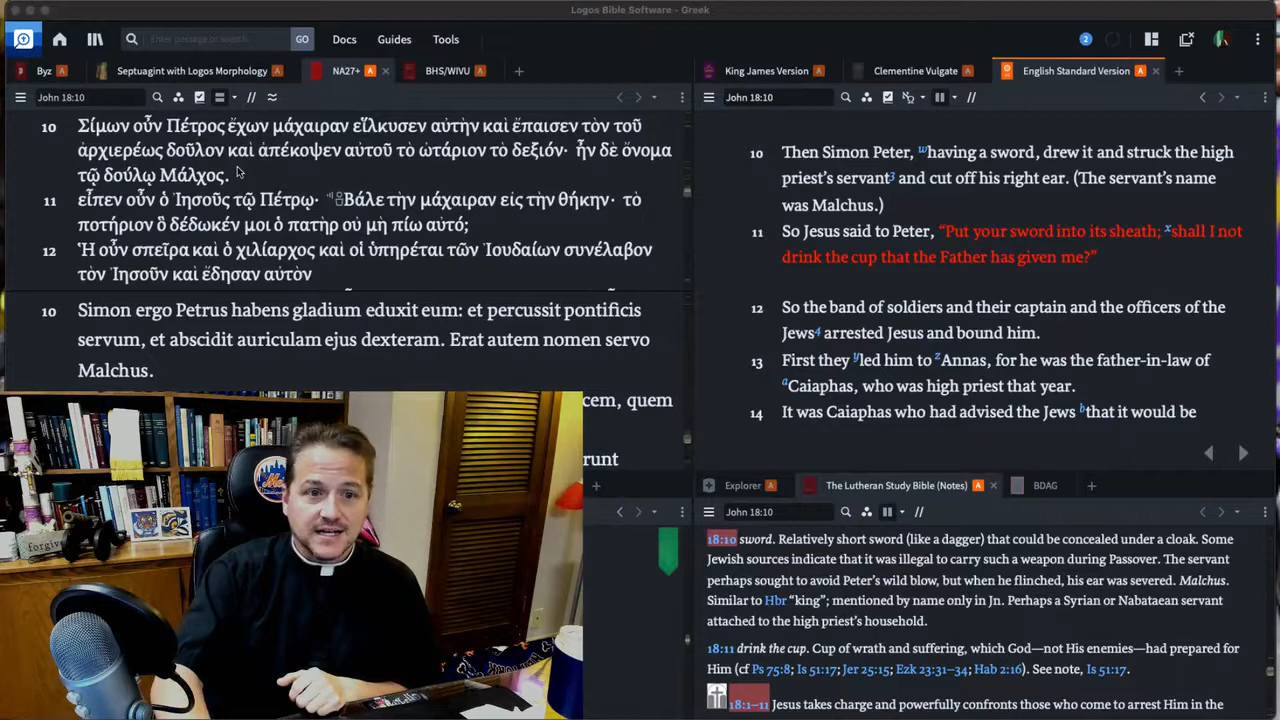 Logos Bible Software - Greek
Enter passage or search
GO
Docs
Guides
Tools
2
Byz A
Septuagint with Logos Morphology A
NA27+ A
BHS/WIVU A
John 18:10
10 Σίμων οὖν Πέτρος ἔχων μάχαιραν εἵλκυσεν αὐτὴν καὶ ἔπαισεν τὸν τοῦ
ἀρχιερέως δοῦλον καὶ ἀπέκοψεν αὐτοῦ τὸ ὠτάριον τὸ δεξιόν· ἦν δὲ ὄνομα
τῷ δούλῳ Μάλχος.
11 εἶπεν οὖν ὁ Ἰησοῦς τῷ Πέτρῳ· Βάλε τὴν μάχαιραν εἰς τὴν θήκην· τὸ
ποτήριον ὃ δέδωκέν μοι ὁ πατὴρ οὐ μὴ πίω αὐτό;
12 Ἡ οὖν σπεῖρα καὶ ὁ χιλίαρχος καὶ οἱ ὑπηρέται τῶν Ἰουδαίων συνέλαβον
τὸν Ἰησοῦν καὶ ἔδησαν αὐτὸν
10 Simon ergo Petrus habens gladium eduxit eum: et percussit pontificis
servum, et abscidit auriculam ejus dexteram. Erat autem nomen servo
Malchus.
cem, quem
runt
forgive
King James Version A
Clementine Vulgate A
English Standard Version A
John 18:10
10 Then Simon Peter, w having a sword, drew it and struck the high
priest's servant3 and cut off his right ear. (The servant's name
was Malchus.)
11 So Jesus said to Peter, “Put your sword into its sheath; x shall I not
drink the cup that the Father has given me?”
12 So the band of soldiers and their captain and the officers of the
Jews4 arrested Jesus and bound him.
13 First they y led him to z Annas, for he was the father-in-law of
a Caiaphas, who was high priest that year.
14 It was Caiaphas who had advised the Jews b that it would be
Explorer A
The Lutheran Study Bible (Notes) A
BDAG
John 18:10
18:10 sword. Relatively short sword (like a dagger) that could be concealed under a cloak. Some
Jewish sources indicate that it was illegal to carry such a weapon during Passover. The servant
perhaps sought to avoid Peter's wild blow, but when he flinched, his ear was severed. Malchus.
Similar to Hbr “king”; mentioned by name only in Jn. Perhaps a Syrian or Nabataean servant
attached to the high priest's household.
18:11 drink the cup. Cup of wrath and suffering, which God—not His enemies—had prepared for
Him (cf Ps 75:8; Is 51:17; Jer 25:15; Ezk 23:31–34; Hab 2:16). See note, Is 51:17.
18:1–11 Jesus takes charge and powerfully confronts those who come to arrest Him in the